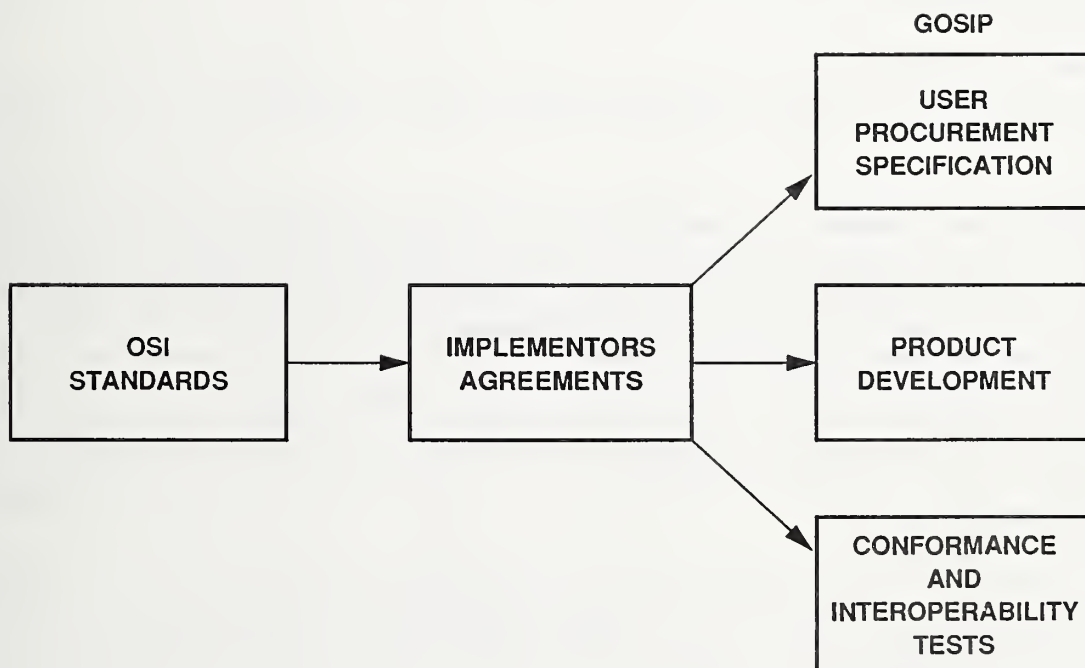 GOSIP
USER
PROCUREMENT
SPECIFICATION
OSI
STANDARDS
IMPLEMENTORS
AGREEMENTS
PRODUCT
DEVELOPMENT
CONFORMANCE
AND
INTEROPERABILITY
TESTS